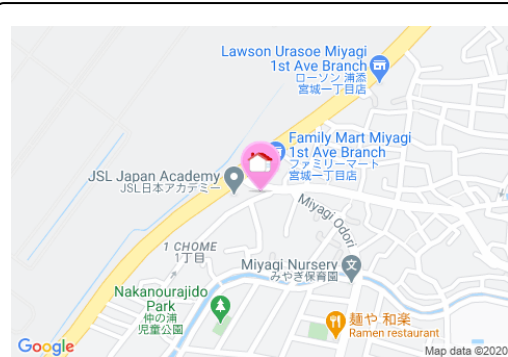 Lawson Urasoe Miyagi
1st Ave Branch
ローソン 浦添
宮城一丁目店
Family Mart Miyagi
1st Ave Branch
ファミリーマート
宮城一丁目店
JSL Japan Academy
JSL日本アカデミー
Miyagi Odori
1 CHOME
1丁目
Miyagi Nursery
みやぎ保育園
文
Nakanourajido
Park
仲の浦
児童公園
麺や 和楽
Ramen restaurant
Google
Map data ©2020